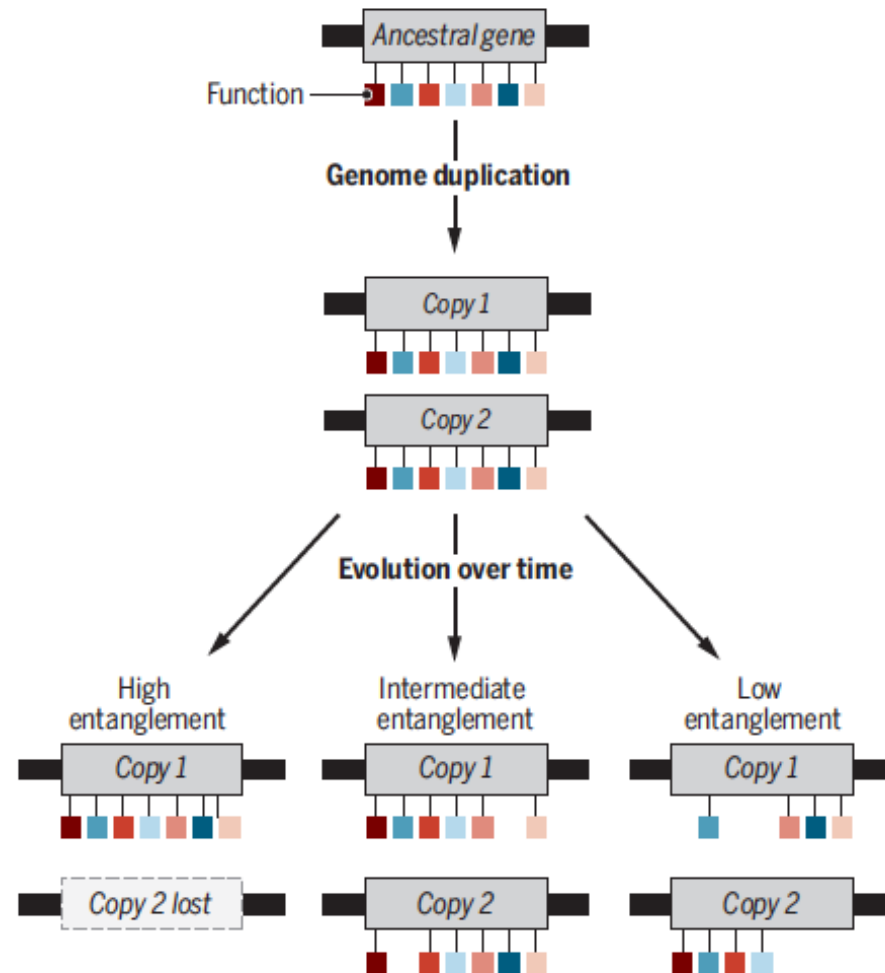 Ancestral gene
Function
Genome duplication
Copy 1
Copy 2
Evolution over time
High
entanglement
Intermediate
entanglement
Low
entanglement
Copy 1
Copy 1
Copy 1
Copy 2 lost
Copy 2
Copy 2